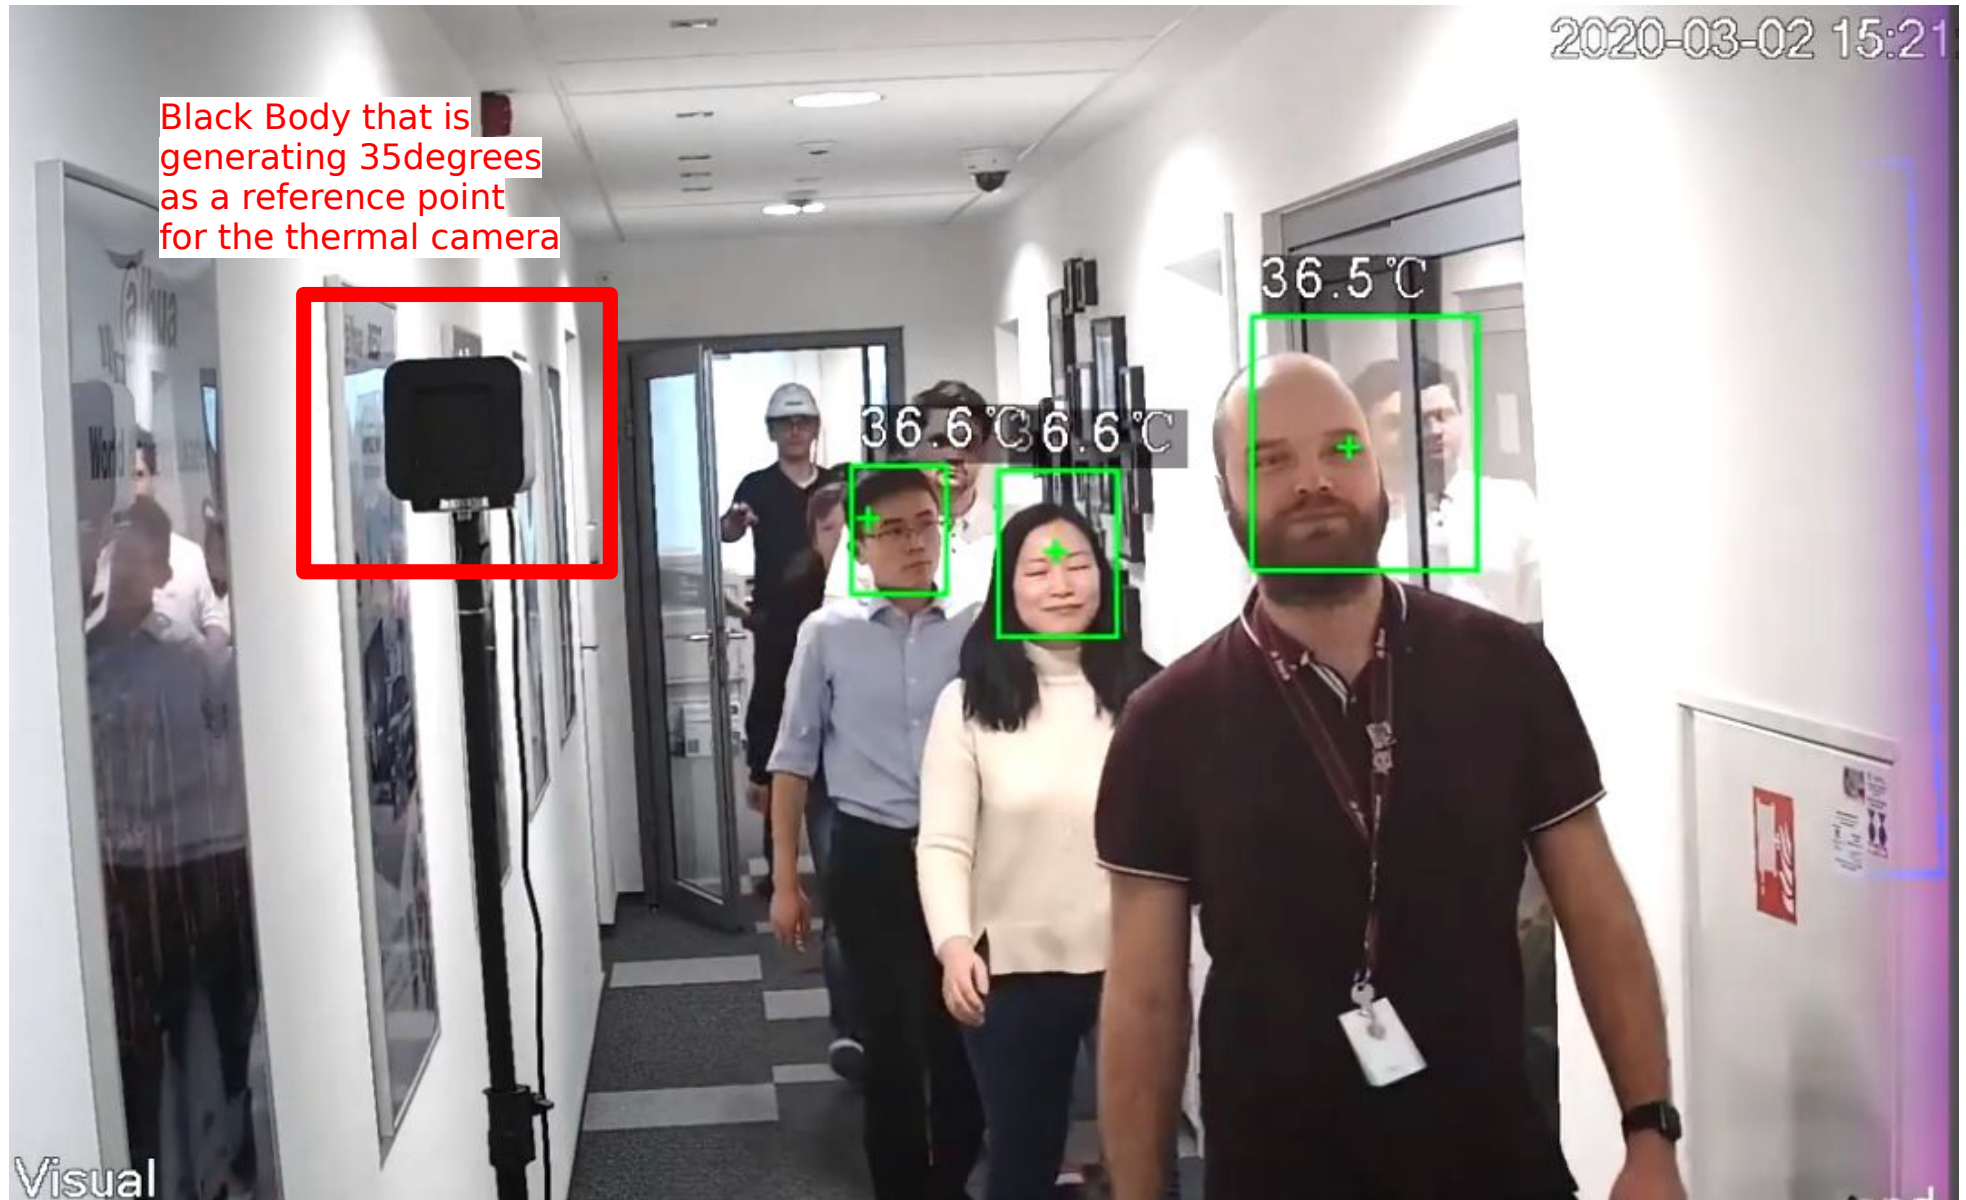 2020-03-02 15:21
Black Body that is
generating 35degrees
as a reference point
for the thermal camera
36.5℃
36.6℃
36.6℃
Visual